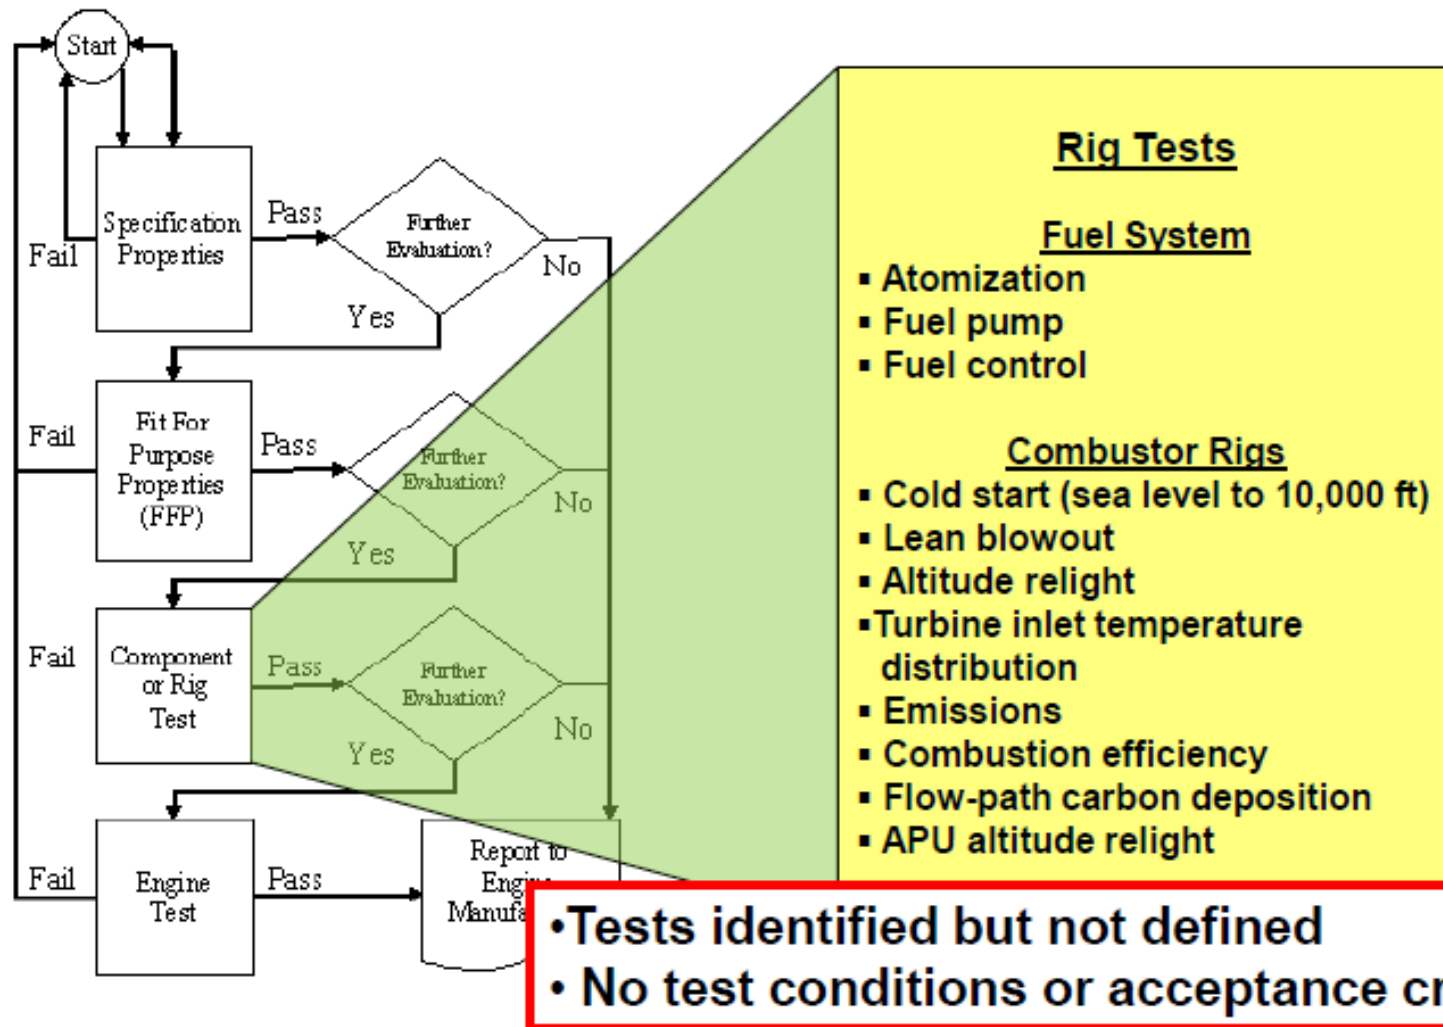 Start
Specification
Properties
Pass
Fail
Further
Evaluation?
No
Yes
Fit For
Purpose
Properties
(FFP)
Pass
Fail
Further
Evaluation?
No
Yes
Component
or Rig
Test
Pass
Fail
Further
Evaluation?
No
Yes
Engine
Test
Fail
Pass
Report to
Rig Tests
Fuel System
▪ Atomization
▪ Fuel pump
▪ Fuel control
Combustor Rigs
▪ Cold start (sea level to 10,000 ft)
▪ Lean blowout
▪ Altitude relight
▪Turbine inlet temperature
distribution
▪ Emissions
▪ Combustion efficiency
▪ Flow-path carbon deposition
▪ APU altitude relight
•Tests identified but not defined
• No test conditions or acceptance